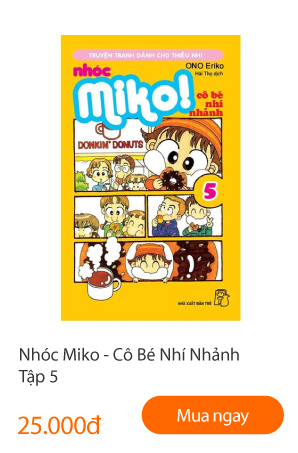 TRUYỆN TRANH DÀNH CHO THIẾU NHI
ONO Eriko
Hải Thọ dịch
nhóc
miko!
cô bé
nhí
nhảnh
DONKIN' DONUTS
5
NHÀ XUẤT BẢN TRẺ
Nhóc Miko - Cô Bé Nhí Nhảnh
Tập 5
25.000đ
Mua ngay